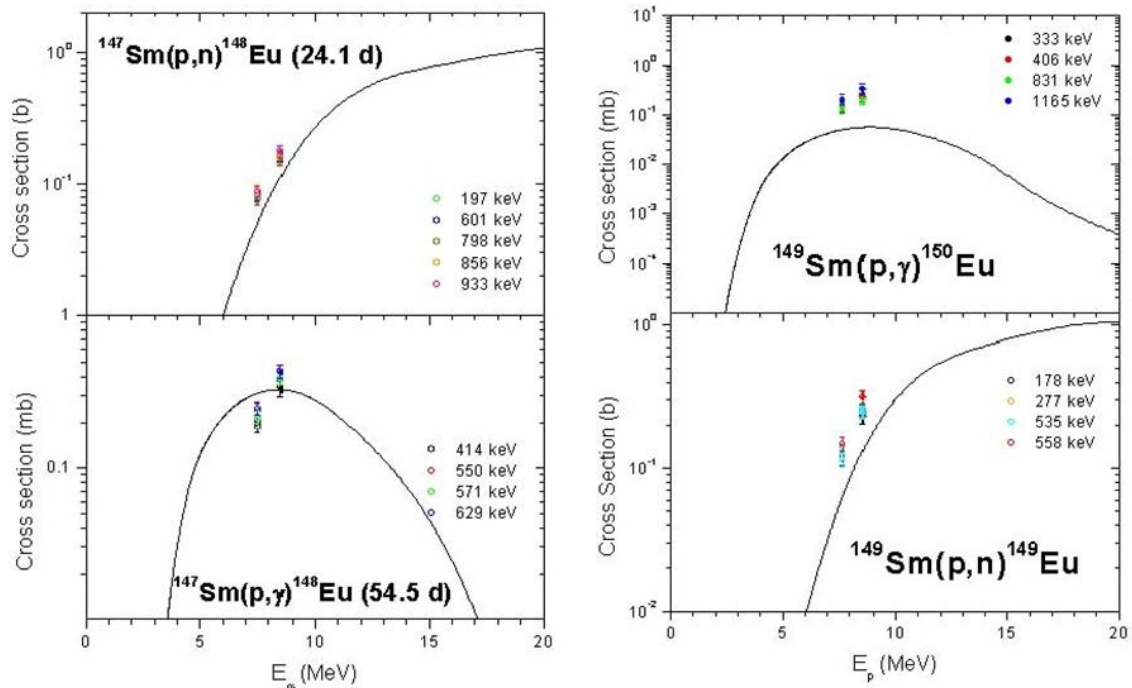 Cross section (b)
10⁰
10⁻¹
1
¹⁴⁷Sm(p,n)¹⁴⁸Eu (24.1 d)
197 keV
601 keV
798 keV
856 keV
933 keV
Cross section (mb)
0.1
414 keV
550 keV
571 keV
629 keV
¹⁴⁷Sm(p,γ)¹⁴⁸Eu (54.5 d)
0 5 10 15 20
(MeV)
Cross section (mb)
10¹
10⁰
10⁻¹
10⁻²
10⁻³
10⁻⁴
333 keV
406 keV
831 keV
1165 keV
¹⁴⁹Sm(p,γ)¹⁵⁰Eu
Cross Section (b)
10⁰
10⁻¹
10⁻²
178 keV
277 keV
535 keV
558 keV
¹⁴⁹Sm(p,n)¹⁴⁹Eu
0 5 10 15 20
Eₚ (MeV)